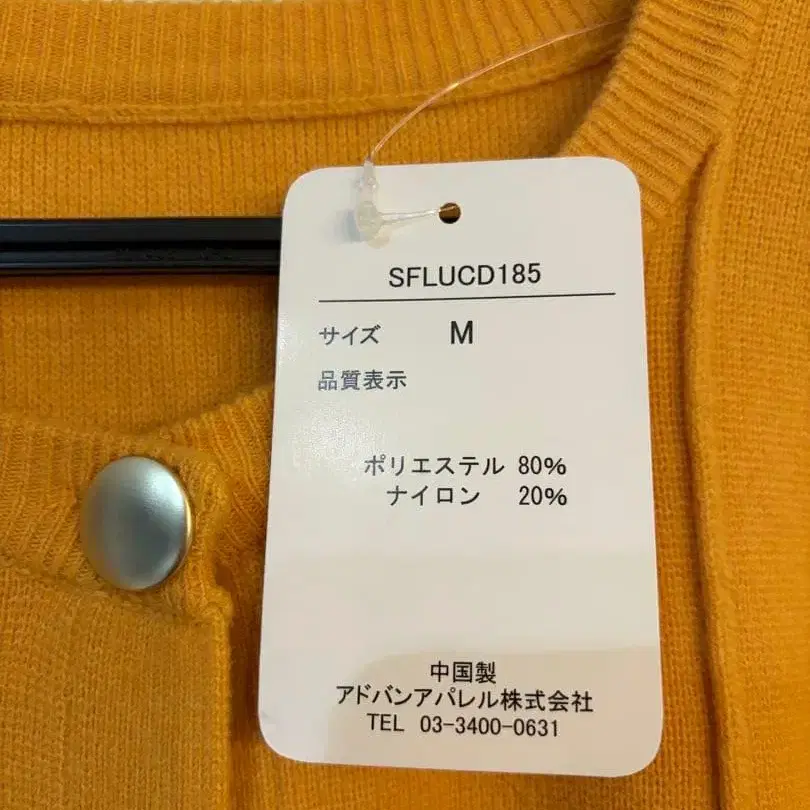 SFLUCD185
サイズ M
品質表示
ポリエステル 80%
ナイロン 20%
中国製
アドバンアパレル株式会社
TEL 03-3400-0631